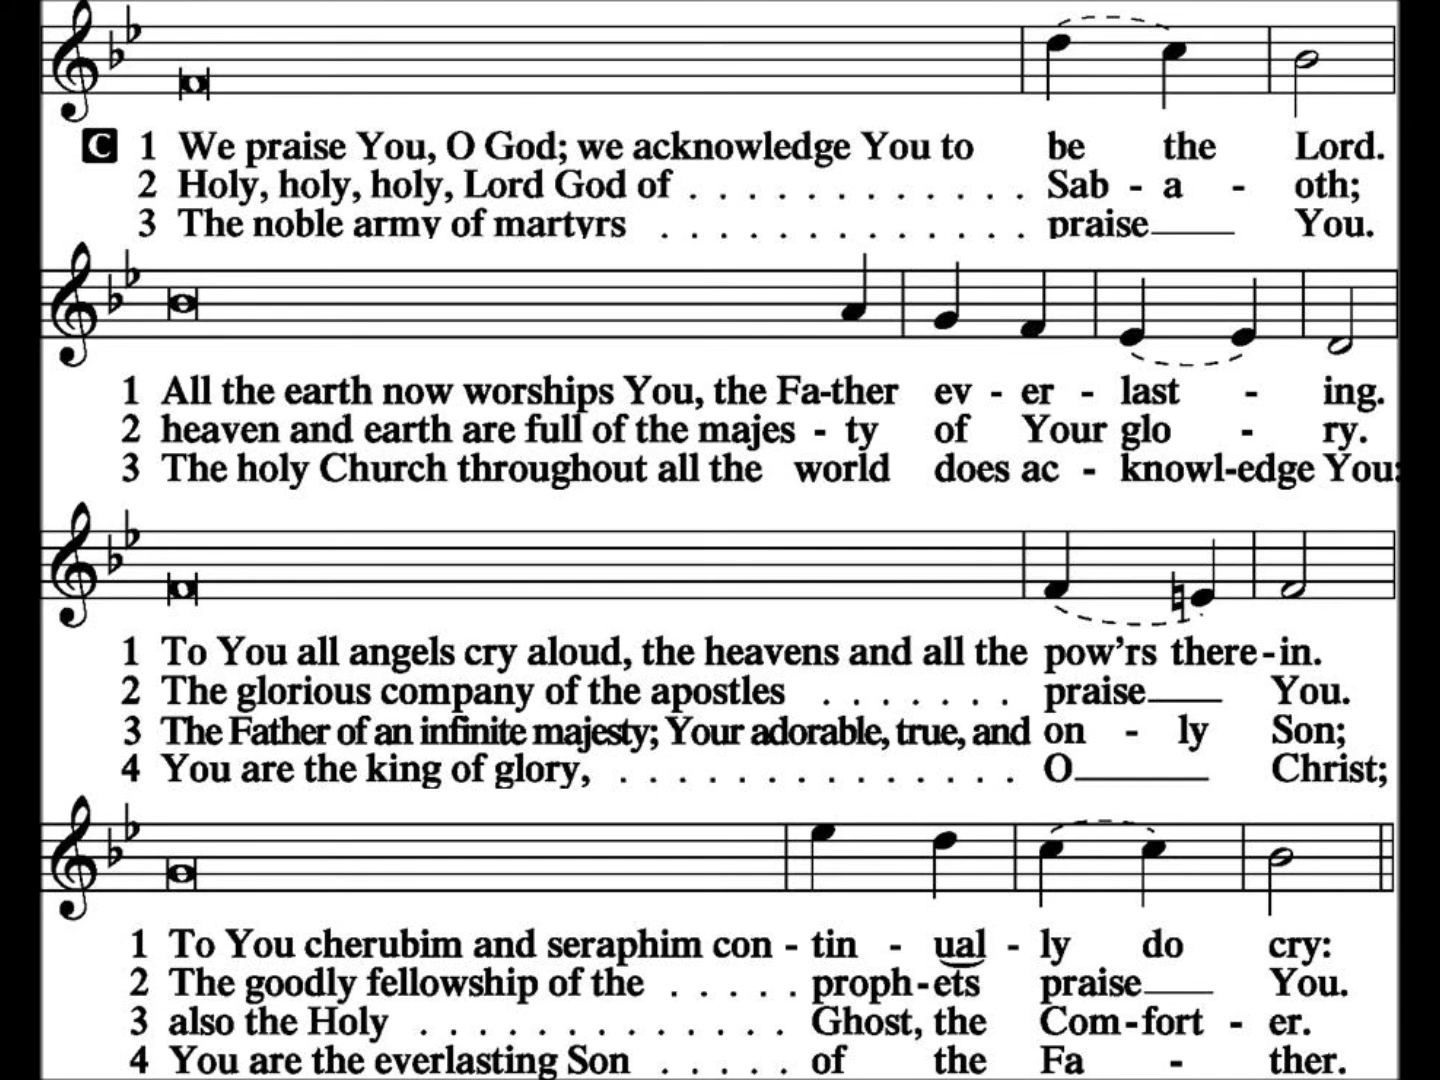 C 1 We praise You, O God; we acknowledge You to be the Lord.
2 Holy, holy, holy, Lord God of . . . . . . . . . . . . . Sab - a - oth;
3 The noble army of martyrs . . . . . . . . . . . . . praise___ You.
1 All the earth now worships You, the Fa-ther ev - er - last - ing.
2 heaven and earth are full of the majes - ty of Your glo - ry.
3 The holy Church throughout all the world does ac - knowl-edge You:
1 To You all angels cry aloud, the heavens and all the pow'rs there-in.
2 The glorious company of the apostles . . . . . . . praise___ You.
3 The Father of an infinite majesty; Your adorable, true, and on - ly Son;
4 You are the king of glory, . . . . . . . . . . . . . . O___ Christ;
1 To You cherubim and seraphim con - tin - ual - ly do cry:
2 The goodly fellowship of the . . . . . proph-ets praise___ You.
3 also the Holy . . . . . . . . . . . . . Ghost, the Com-fort - er.
4 You are the everlasting Son . . . . . of the Fa - ther.